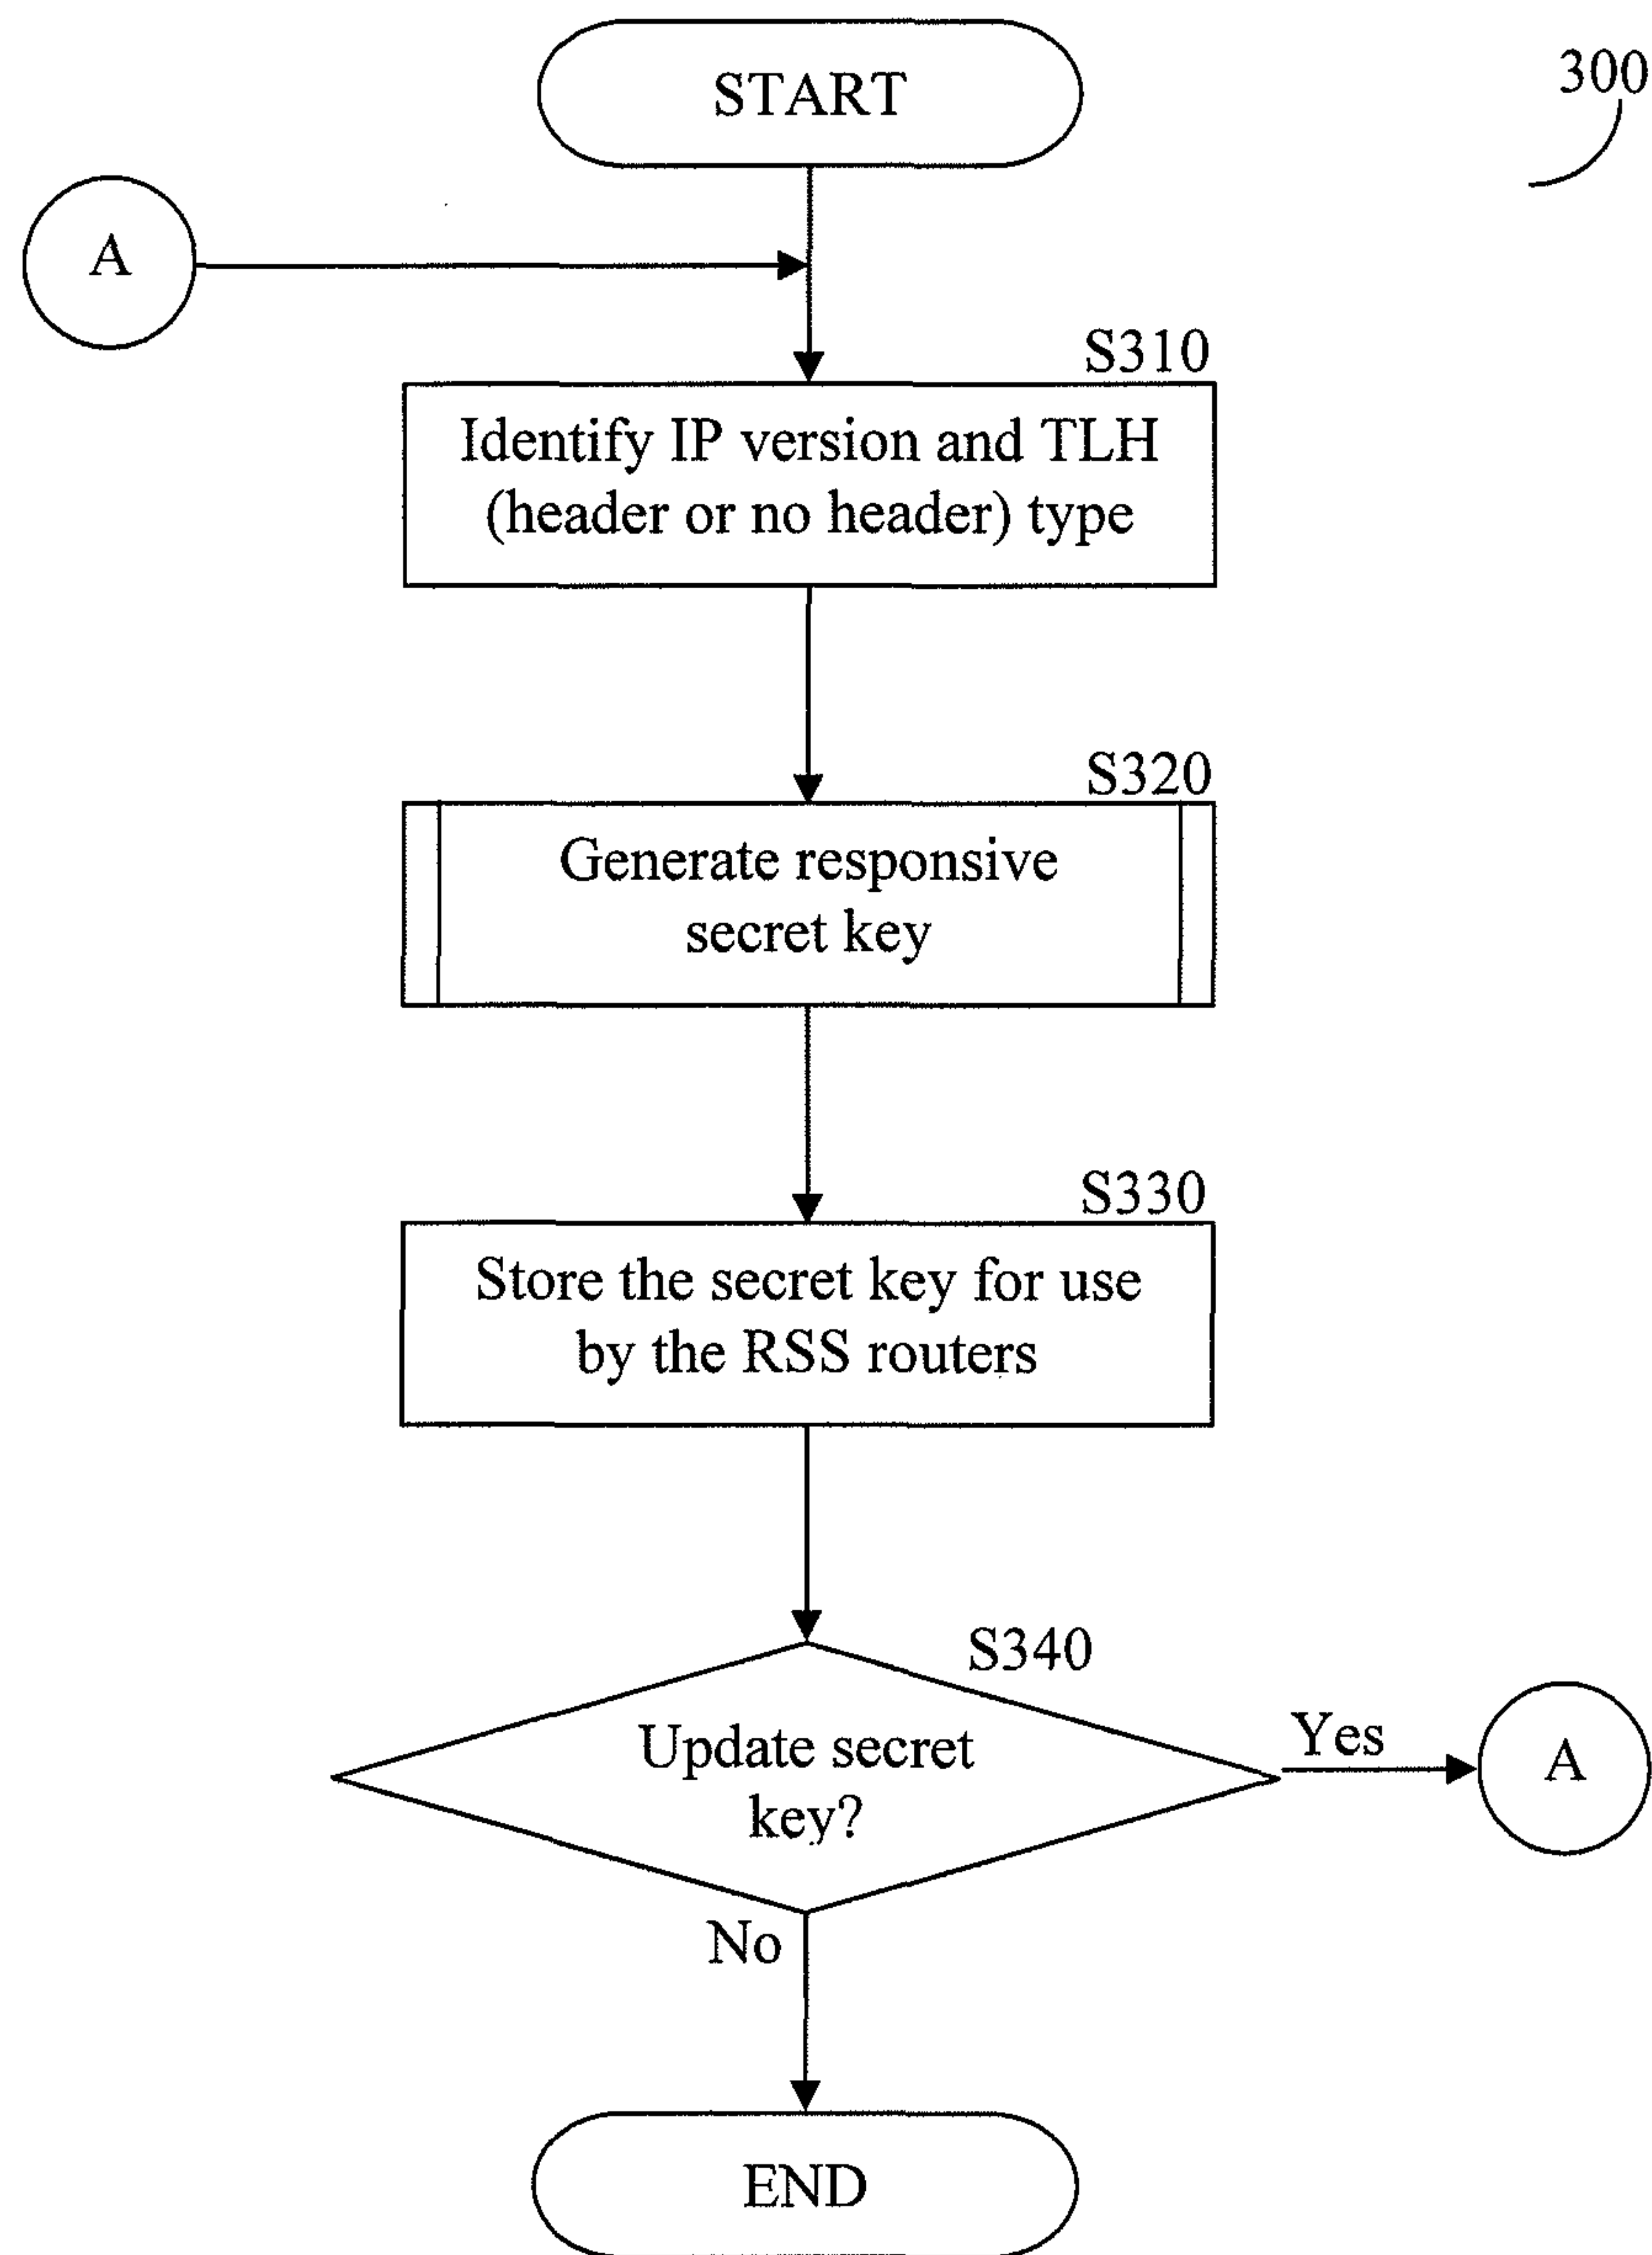 START
300
A
S310
Identify IP version and TLH
(header or no header) type
S320
Generate responsive
secret key
S330
Store the secret key for use
by the RSS routers
S340
Update secret
key?
Yes
A
No
END